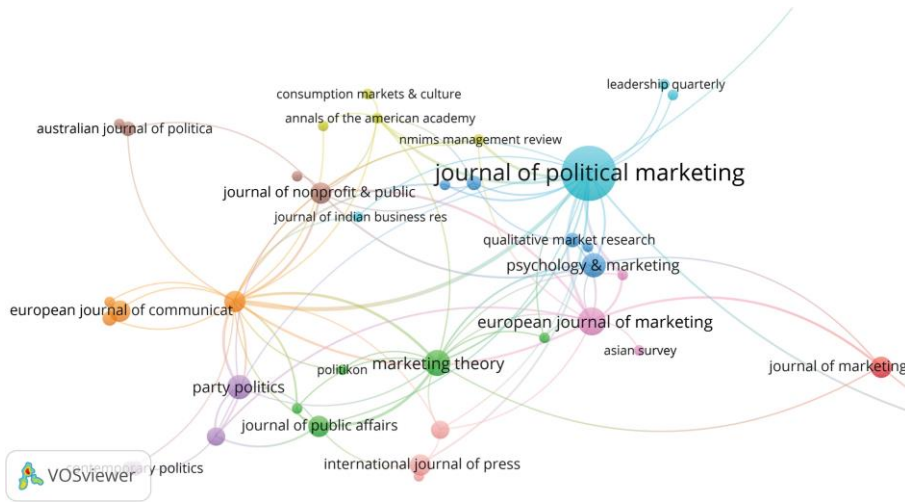 leadership quarterly
consumption markets & culture
annals of the american academy
australian journal of politica
nmims management review
journal of political marketing
journal of nonprofit & public
journal of indian business res
qualitative market research
psychology & marketing
european journal of communicat
european journal of marketing
asian survey
marketing theory
politikon
journal of marketing
party politics
journal of public affairs
international journal of press
politics
VOSviewer